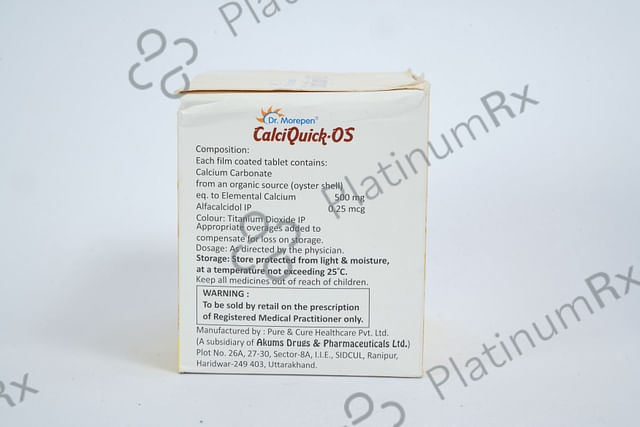 Dr. Morepen®
CalciQuick-OS
Composition:
Each film coated tablet contains:
Calcium Carbonate
from an organic source (oyster shell)
eq. to Elemental Calcium 500 mg
Alfacalcidol IP 0.25 mcg
Colour: Titanium Dioxide IP
Appropriate overages added to
compensate for loss on storage.
Dosage: As directed by the physician.
Storage: Store protected from light & moisture,
at a temperature not exceeding 25°C.
Keep all medicines out of reach of children.
WARNING :
To be sold by retail on the prescription
of Registered Medical Practitioner only.
Manufactured by : Pure & Cure Healthcare Pvt. Ltd.
(A subsidiary of Akums Drugs & Pharmaceuticals Ltd.)
Plot No. 26A, 27-30, Sector-8A, I.I.E., SIDCUL, Ranipur,
Haridwar-249 403, Uttarakhand.
Platin
PlatinumRx
PlatinumRx
Rx